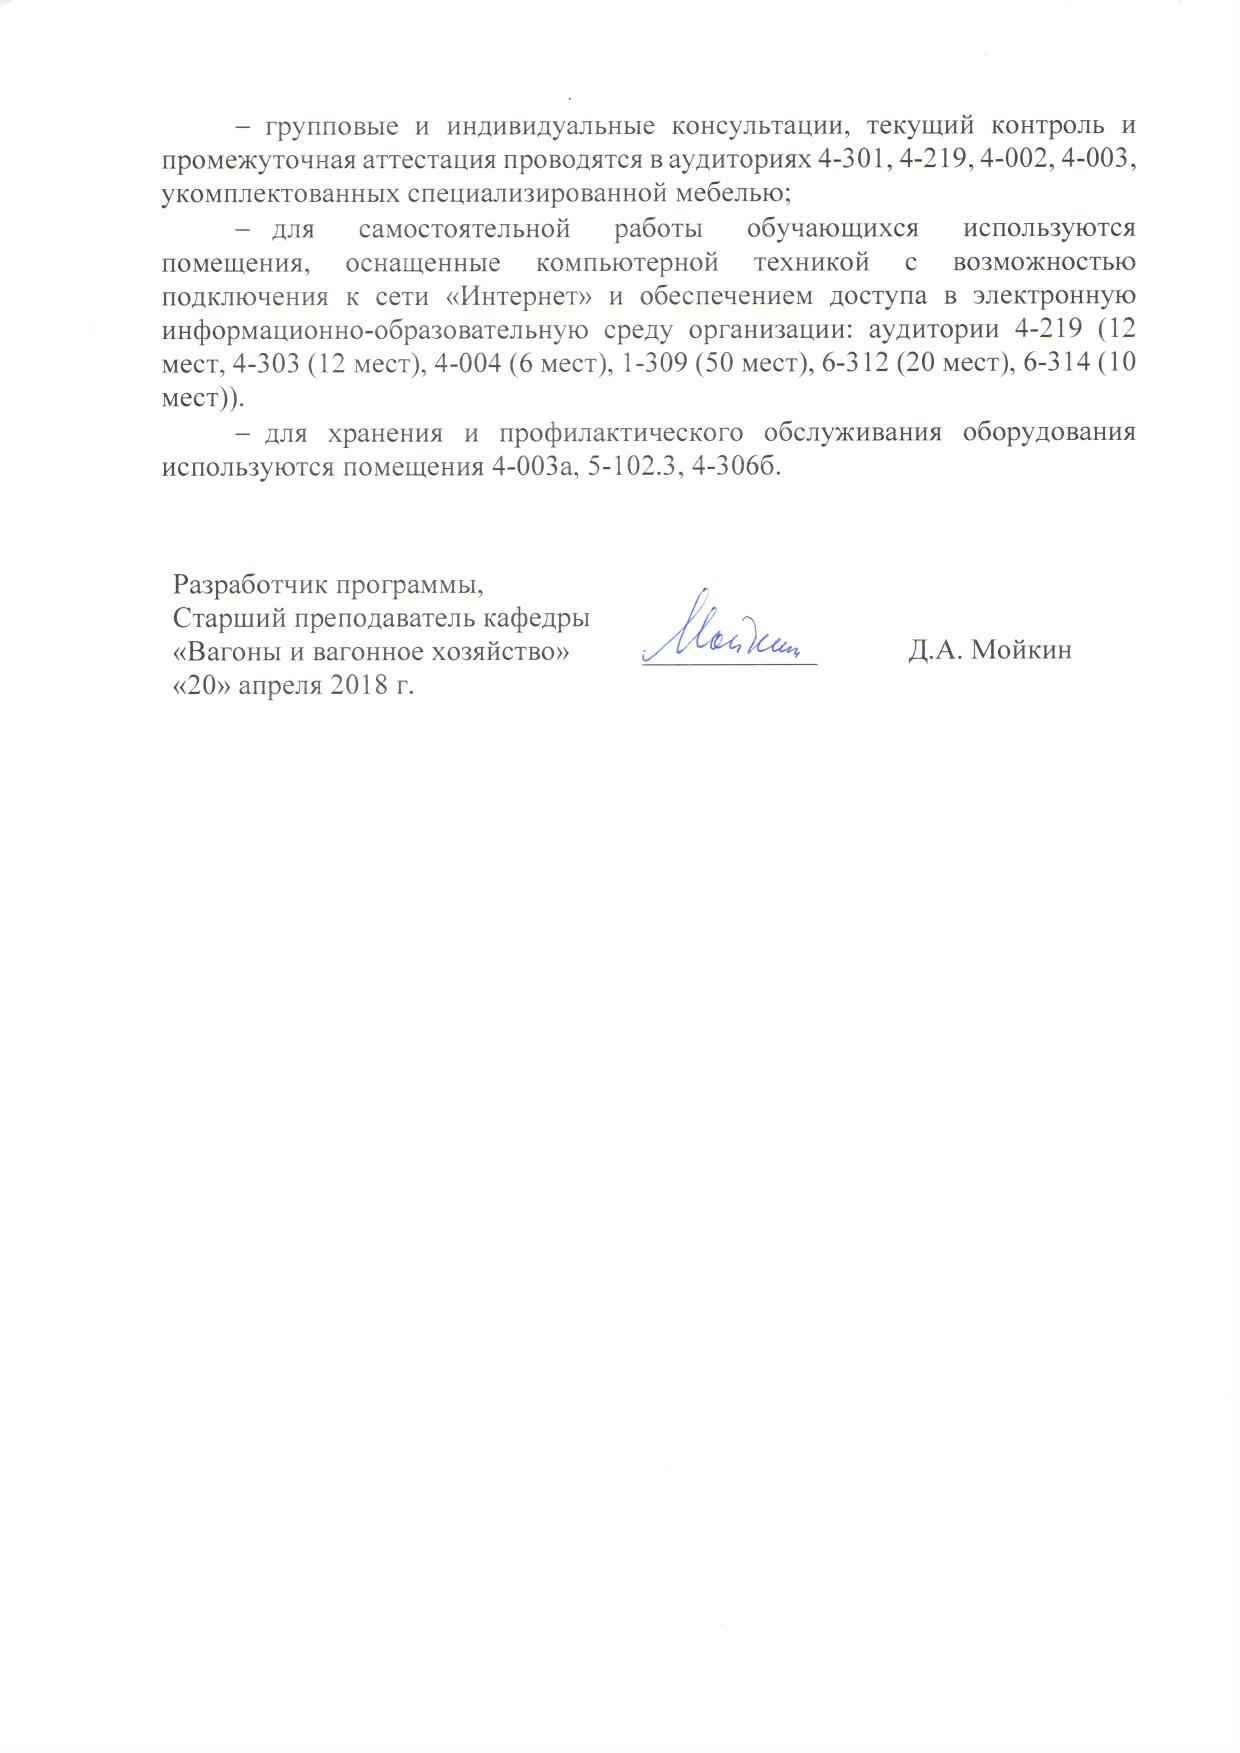 – групповые и индивидуальные консультации, текущий контроль и
промежуточная аттестация проводятся в аудиториях 4-301, 4-219, 4-002, 4-003,
укомплектованных специализированной мебелью;
– для самостоятельной работы обучающихся используются
помещения, оснащенные компьютерной техникой с возможностью
подключения к сети «Интернет» и обеспечением доступа в электронную
информационно-образовательную среду организации: аудитории 4-219 (12
мест, 4-303 (12 мест), 4-004 (6 мест), 1-309 (50 мест), 6-312 (20 мест), 6-314 (10
мест)).
– для хранения и профилактического обслуживания оборудования
используются помещения 4-003а, 5-102.3, 4-306б.
Разработчик программы,
Старший преподаватель кафедры
«Вагоны и вагонное хозяйство» Мойкин Д.А. Мойкин
«20» апреля 2018 г.